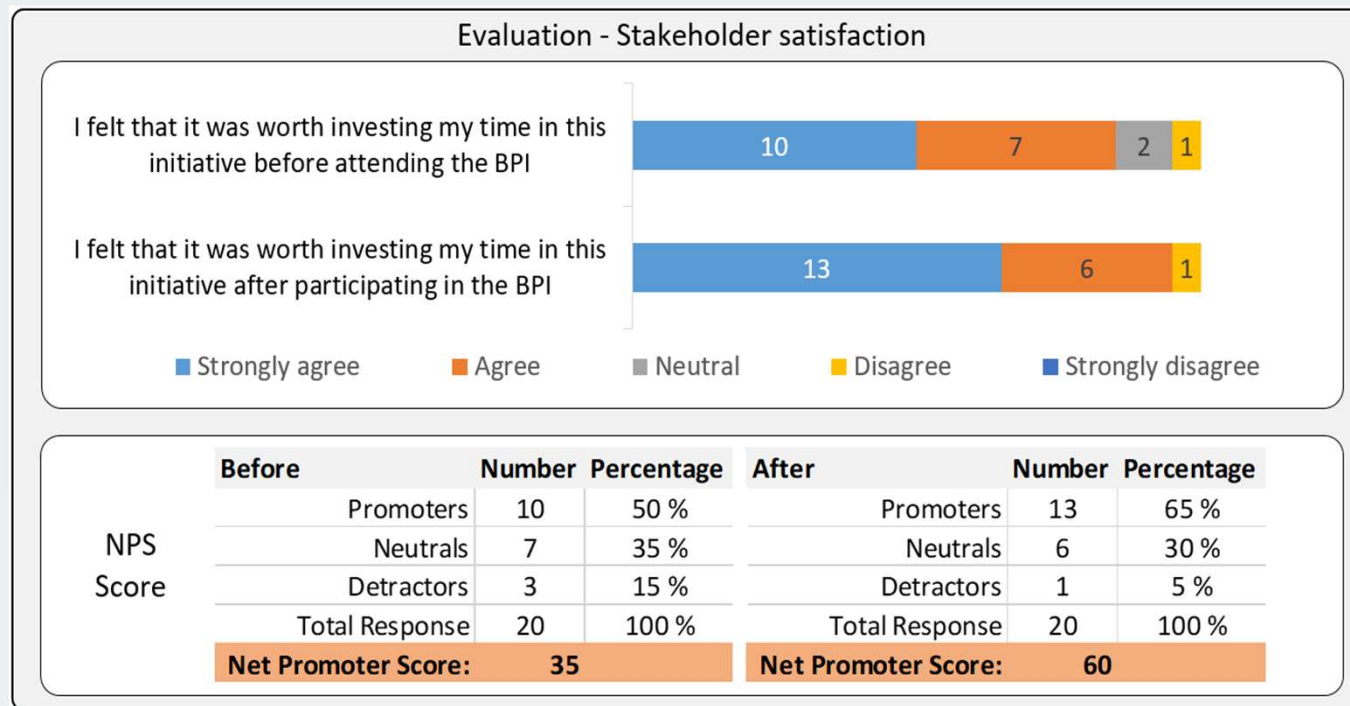 Evaluation - Stakeholder satisfaction
I felt that it was worth investing my time in this
initiative before attending the BPI
10 7 2 1
I felt that it was worth investing my time in this
initiative after participating in the BPI
13 6 1
Strongly agree Agree Neutral Disagree Strongly disagree
NPS
Score
Before Number Percentage
Promoters 10 50 %
Neutrals 7 35 %
Detractors 3 15 %
Total Response 20 100 %
Net Promoter Score: 35
After Number Percentage
Promoters 13 65 %
Neutrals 6 30 %
Detractors 1 5 %
Total Response 20 100 %
Net Promoter Score: 60